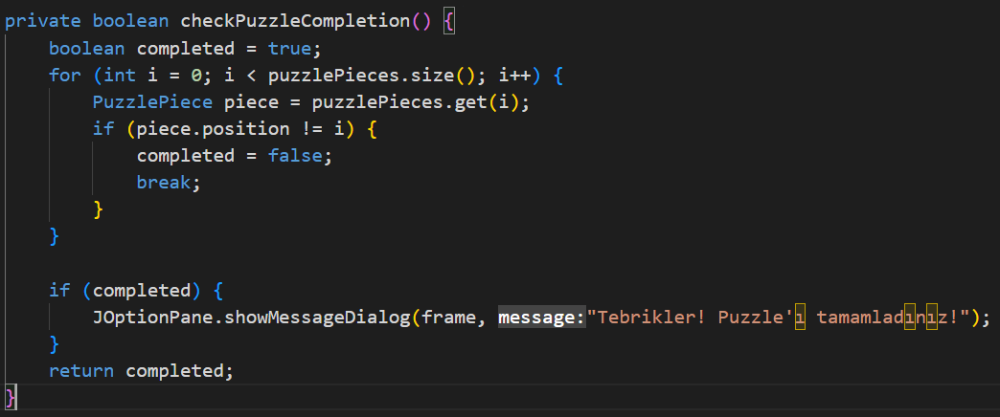 private boolean checkPuzzleCompletion() {
    boolean completed = true;
    for (int i = 0; i < puzzlePieces.size(); i++) {
        PuzzlePiece piece = puzzlePieces.get(i);
        if (piece.position != i) {
            completed = false;
            break;
        }
    }

    if (completed) {
        JOptionPane.showMessageDialog(frame, message:"Tebrikler! Puzzle'ı tamamladınız!");
    }
    return completed;
}